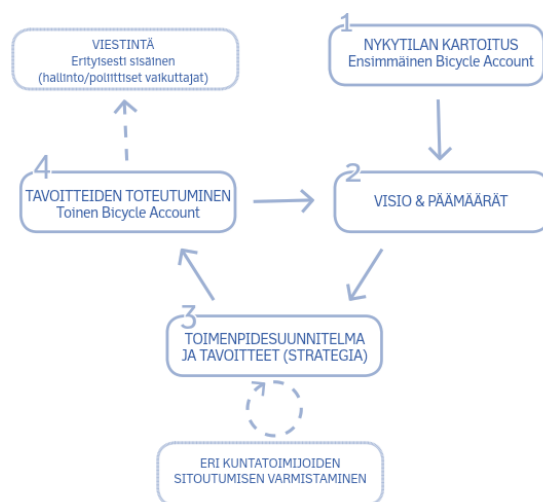 VIESTINTÄ
Erityisesti sisäinen
(hallinto/poliittiset vaikuttajat)
1
NYKYTILAN KARTOITUS
Ensimmäinen Bicycle Account
4
TAVOITTEIDEN TOTEUTUMINEN
Toinen Bicycle Account
2
VISIO & PÄÄMÄÄRÄT
3
TOIMENPIDESUUNNITELMA
JA TAVOITTEET (STRATEGIA)
ERI KUNTATOIMIJOIDEN
SITOUTUMISEN VARMISTAMINEN